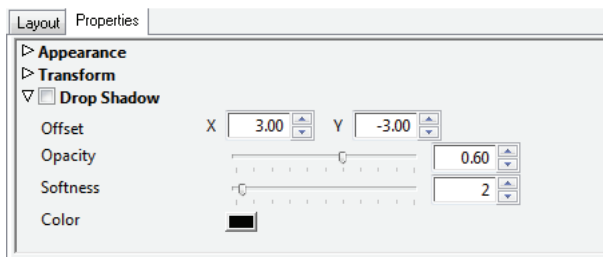 Layout Properties
Appearance
Transform
Drop Shadow
Offset X 3.00 Y -3.00
Opacity 0.60
Softness 2
Color